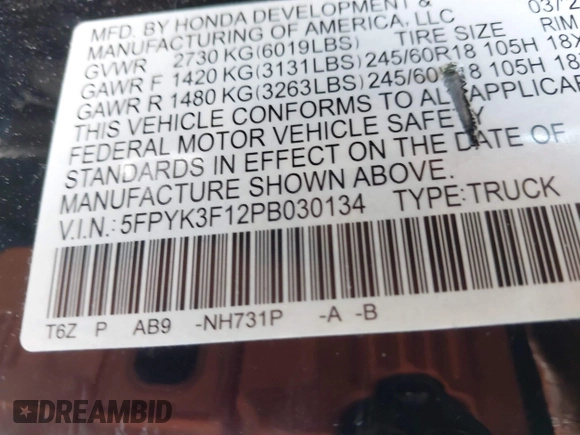 MFD. BY HONDA DEVELOPMENT &
MANUFACTURING OF AMERICA, LLC 03/2
GVWR 2730 KG(6019LBS) TIRE SIZE RIM
GAWR F 1420 KG(3131LBS) 245/60R18 105H 18X
GAWR R 1480 KG(3263LBS) 245/60R18 105H 18
THIS VEHICLE CONFORMS TO ALL APPLICAB
FEDERAL MOTOR VEHICLE SAFETY
STANDARDS IN EFFECT ON THE DATE OF
MANUFACTURE SHOWN ABOVE.
V.I.N.: 5FPYK3F12PB030134 TYPE:TRUCK
T6Z P AB9 -NH731P -A -B
DREAMBID